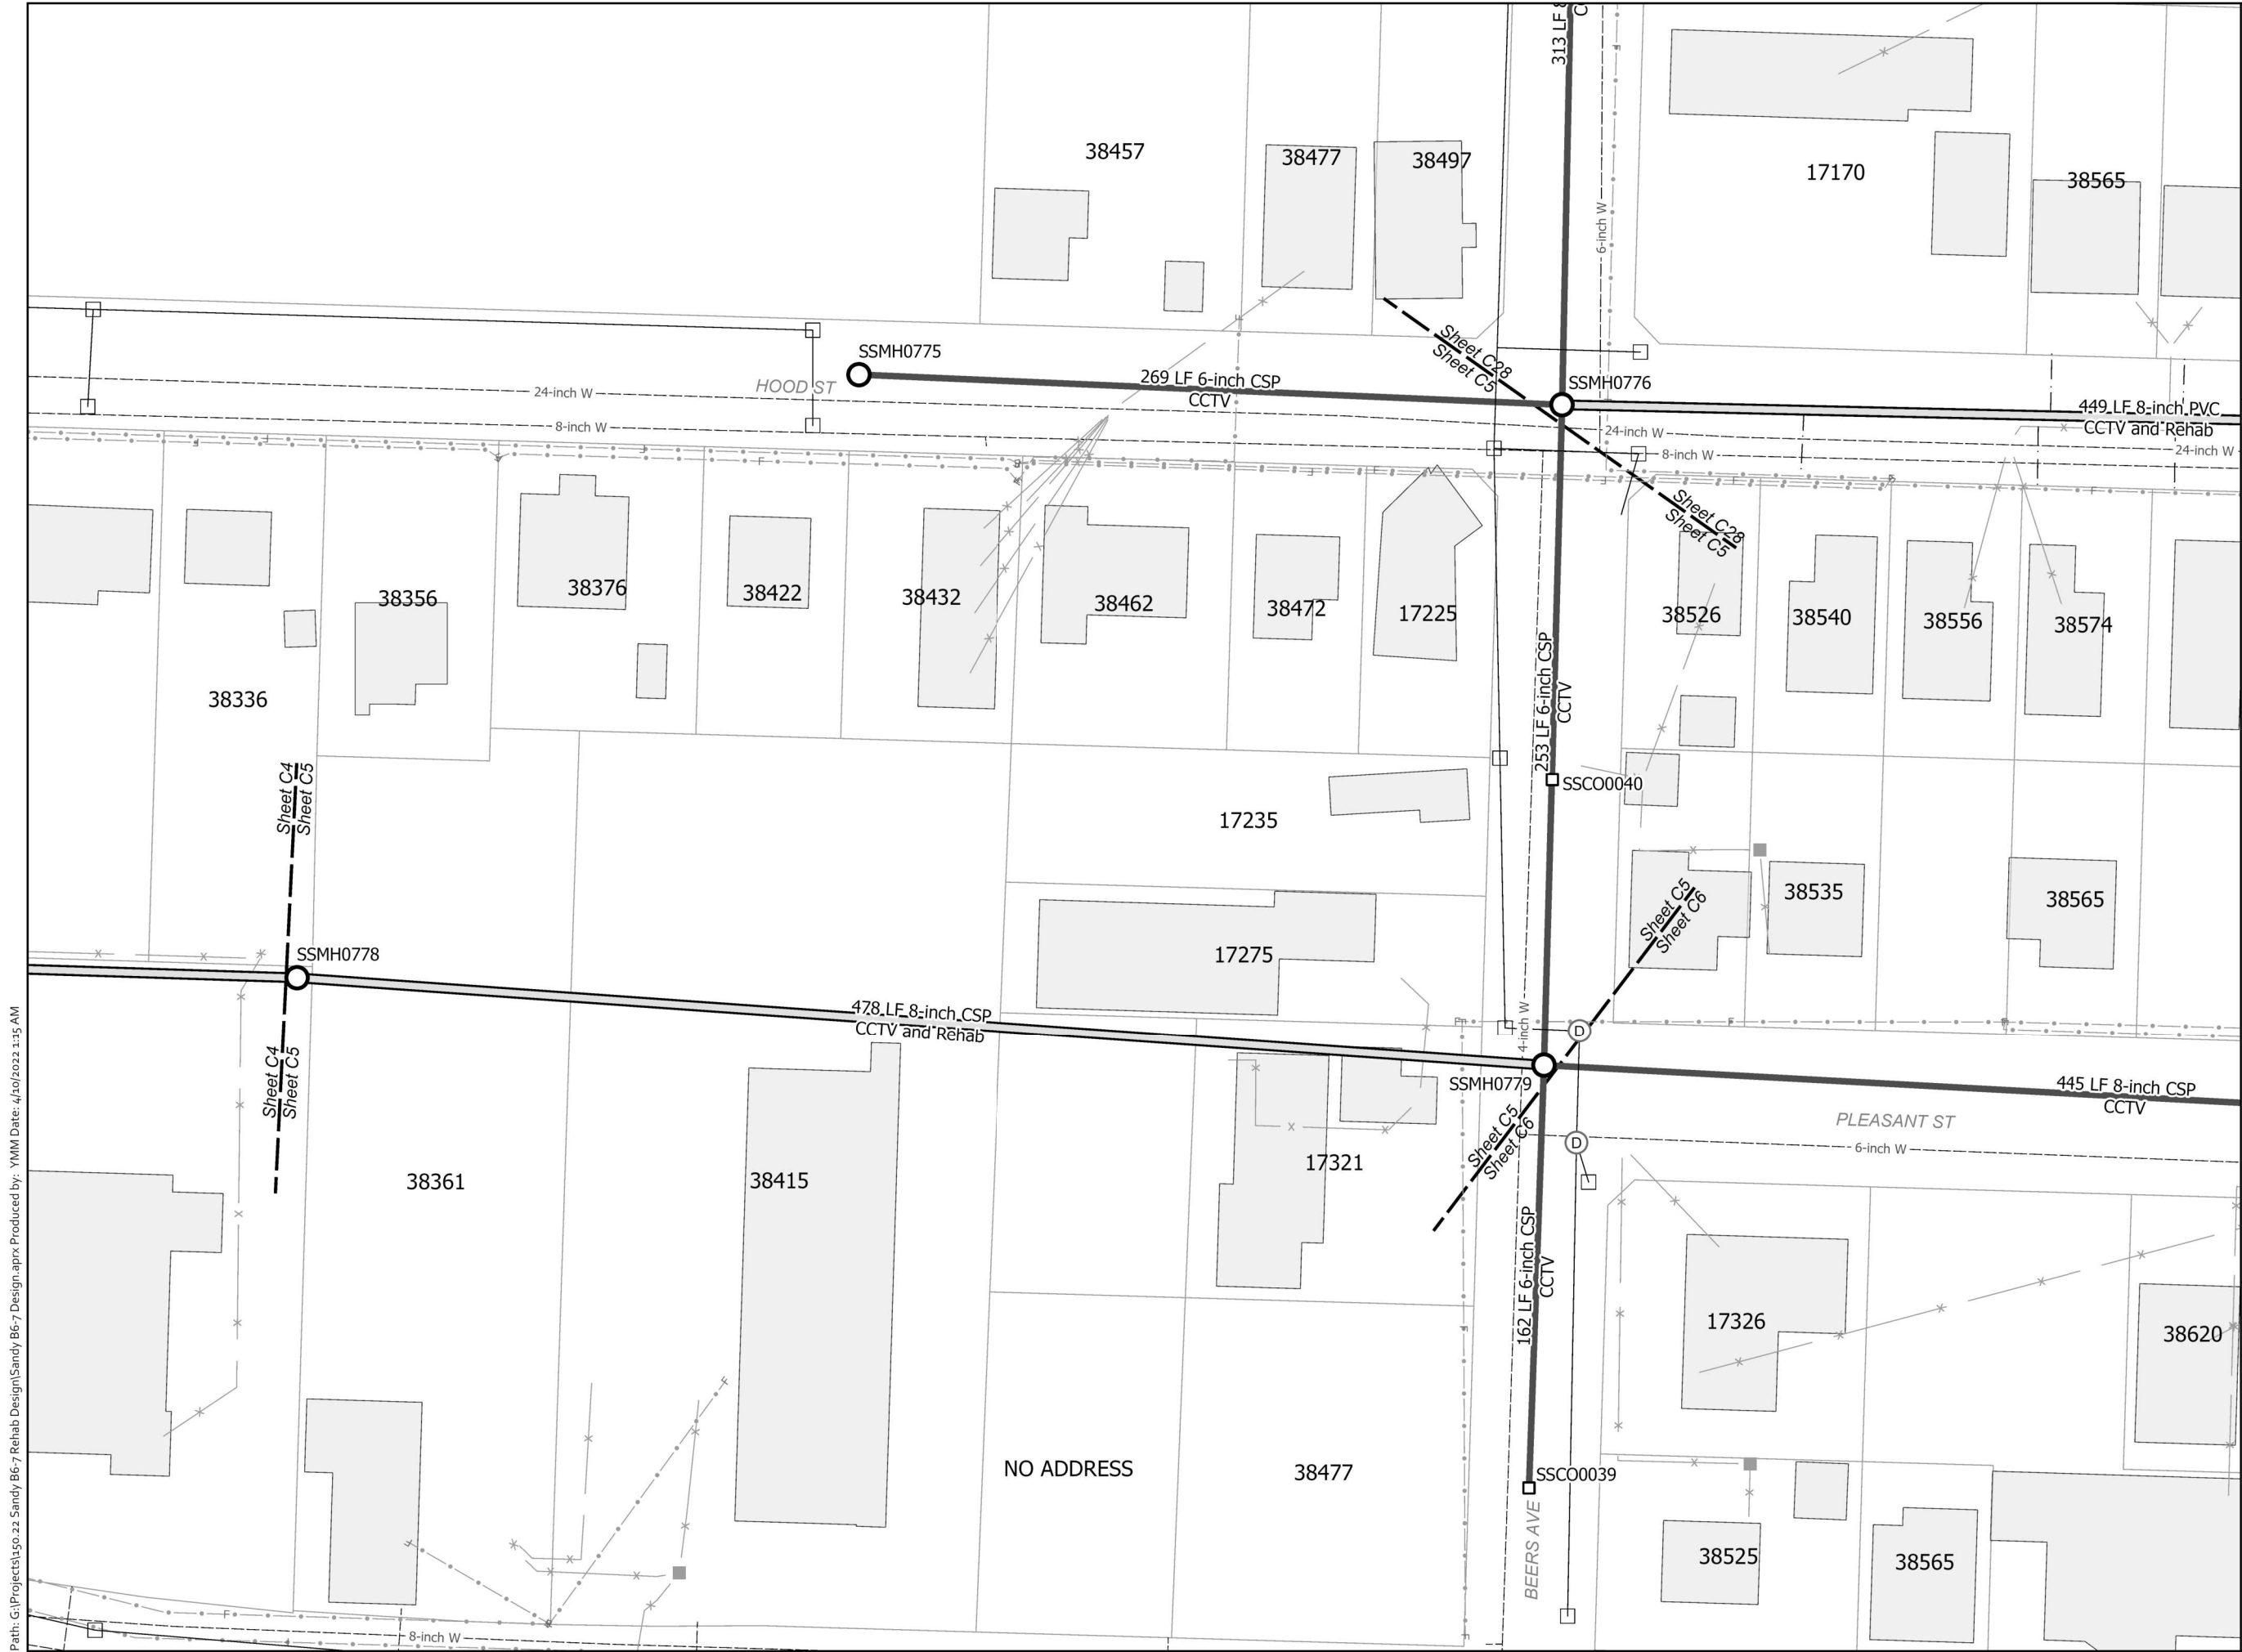 313 LF 8
38457
38477
38497
17170
38565
6-inch W
SSMH0775
HOOD ST
269 LF 6-inch CSP
CCTV
Sheet C28
Sheet C5
SSMH0776
449 LF 8-inch PVC
CCTV and Rehab
24-inch W
8-inch W
24-inch W
8-inch W
24-inch W
Sheet C28
Sheet C5
38336
38356
38376
38422
38432
38462
38472
17225
38526
38540
38556
38574
253 LF 6-inch CSP
CCTV
SSCO0040
Sheet C4
Sheet C5
17235
17275
38535
38565
Sheet C5
Sheet C6
SSMH0778
478 LF 8-inch CSP
CCTV and Rehab
4-inch W
D
SSMH0779
445 LF 8-inch CSP
CCTV
PLEASANT ST
6-inch W
D
Sheet C4
Sheet C5
Sheet C5
Sheet C6
38361
38415
17321
162 LF 6-inch CSP
CCTV
17326
38620
NO ADDRESS
38477
SSCO0039
BEERS AVE
38525
38565
8-inch W
Path: G:\Projects\150.22 Sandy B6-7 Rehab Design\Sandy B6-7 Design.aprx Produced by: YMM Date: 4/10/2022 1:15 AM